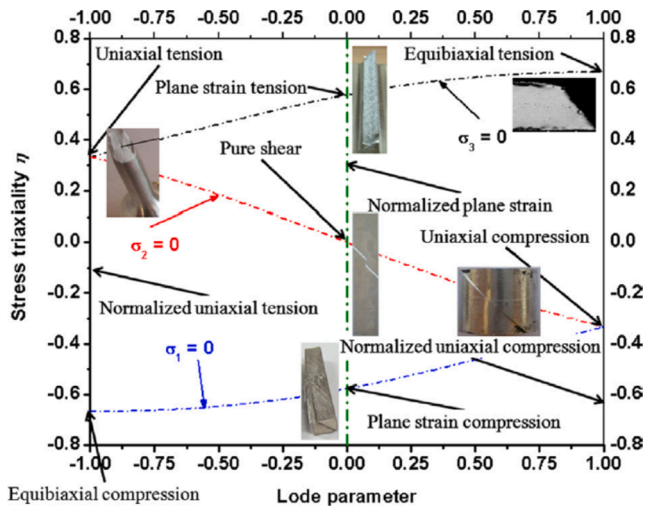 -1.00 -0.75 -0.50 -0.25 0.00 0.25 0.50 0.75 1.00
0.8 0.8
Uniaxial tension
Equibiaxial tension
Plane strain tension
0.6 0.6
σ3 = 0
0.4 0.4
Pure shear
0.2 0.2
Normalized plane strain
σ2 = 0
Uniaxial compression
0.0 0.0
Stress triaxiality η
-0.2 -0.2
Normalized uniaxial tension
-0.4 -0.4
σ1 = 0
Normalized uniaxial compression
-0.6 -0.6
Plane strain compression
-0.8 -0.8
-1.00 -0.75 -0.50 -0.25 0.00 0.25 0.50 0.75 1.00
Equibiaxial compression
Lode parameter